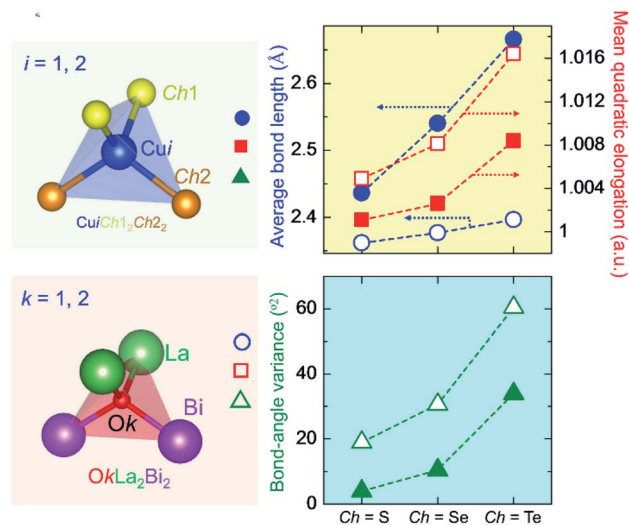 i = 1, 2
Ch1
Cui
Ch2
CuiCh1₂Ch2₂
Average bond length (Å)
2.6
2.5
2.4
1.016
1.012
1.008
1.004
1
Mean quadratic elongation (a.u.)
k = 1, 2
La
Bi
Ok
OkLa₂Bi₂
Bond-angle variance (º²)
60
40
20
0
Ch = S
Ch = Se
Ch = Te